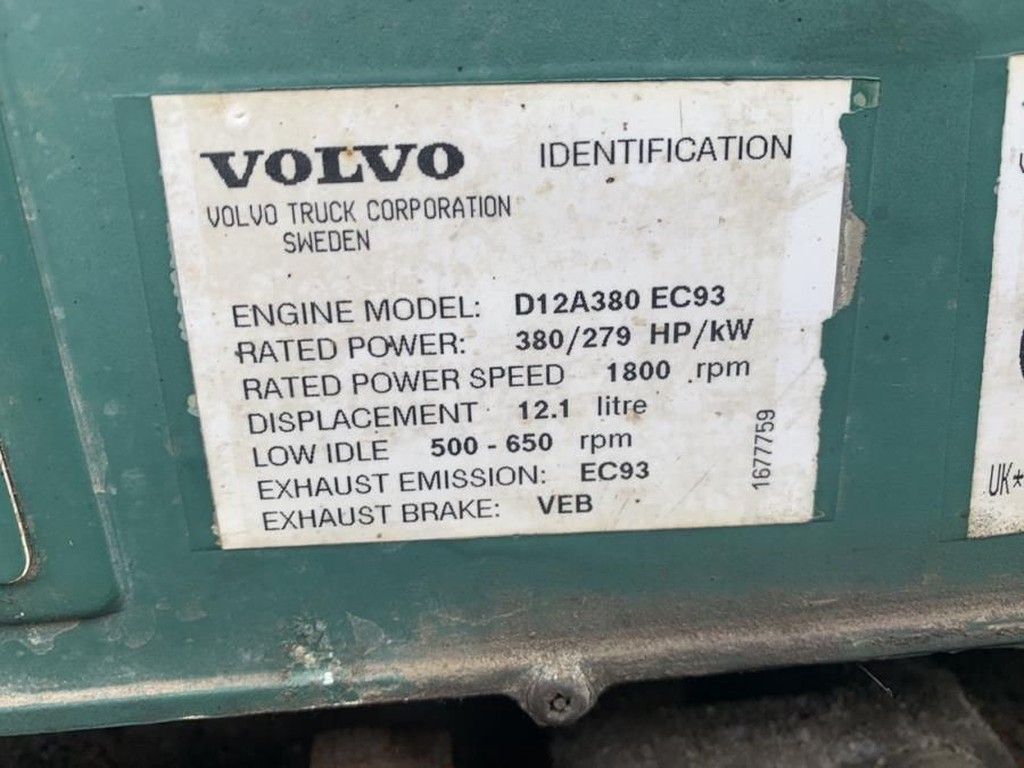 VOLVO IDENTIFICATION
VOLVO TRUCK CORPORATION
SWEDEN
ENGINE MODEL: D12A380 EC93
RATED POWER: 380/279 HP/kW
RATED POWER SPEED 1800 rpm
DISPLACEMENT 12.1 litre
LOW IDLE 500 - 650 rpm
EXHAUST EMISSION: EC93
EXHAUST BRAKE: VEB
1677759
UK*